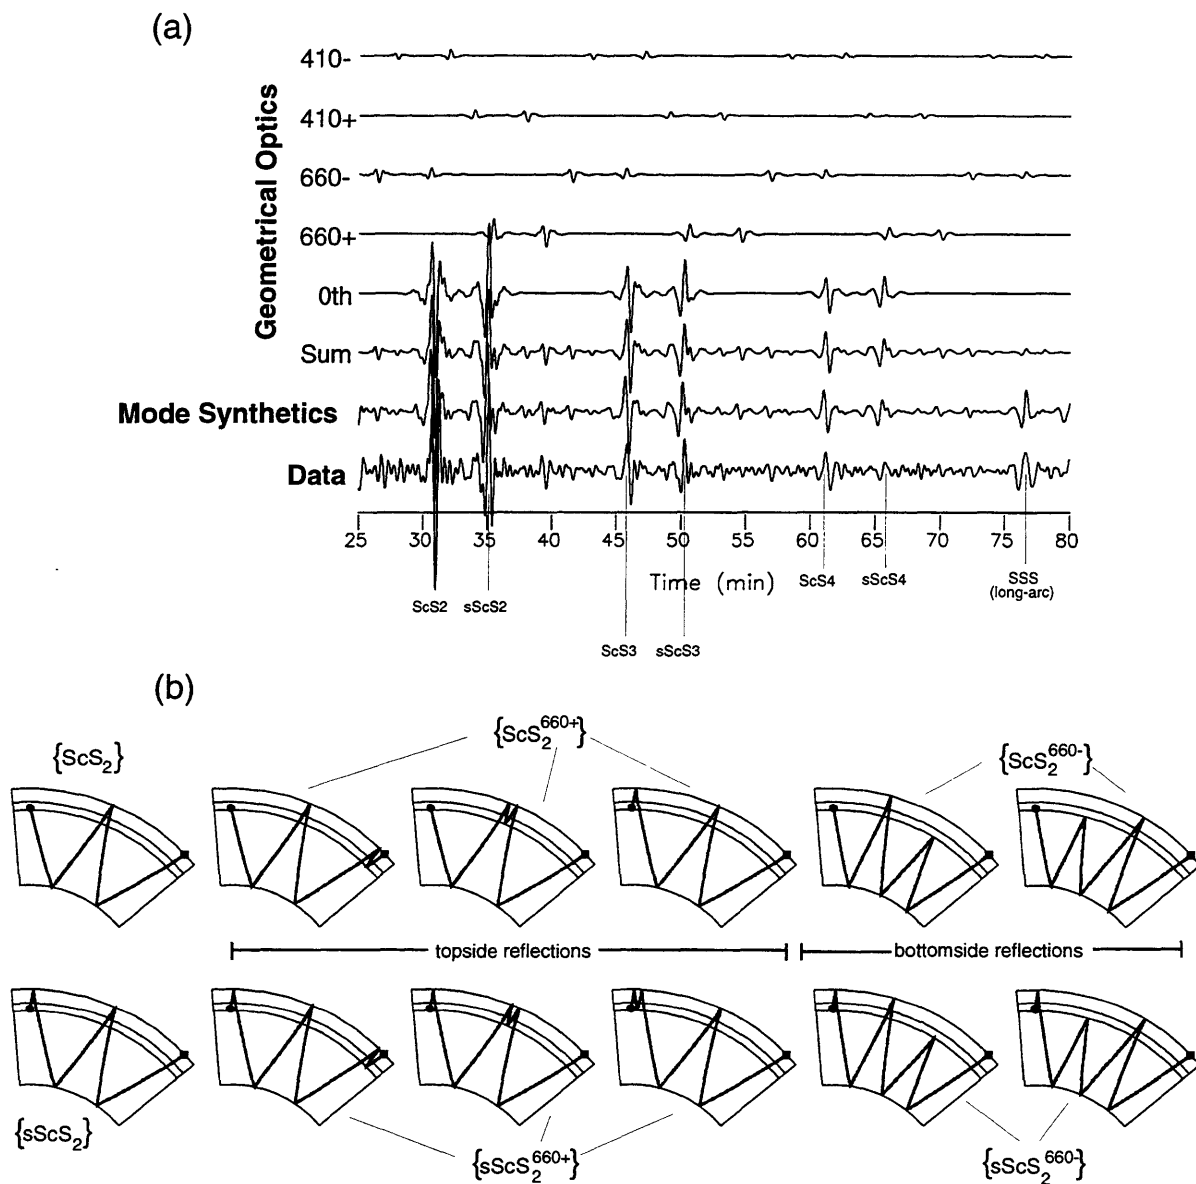 (a)
Geometrical Optics
410-
410+
660-
660+
0th
Sum
Mode Synthetics
Data
25 30 35 40 45 50 55 60 65 70 75 80
Time (min)
ScS2 sScS2 ScS3 sScS3 ScS4 sScS4 SSS
(long-arc)
(b)
{ScS₂} {ScS₂⁶⁶⁰⁺} {ScS₂⁶⁶⁰⁻}
topside reflections bottomside reflections
{sScS₂} {sScS₂⁶⁶⁰⁺} {sScS₂⁶⁶⁰⁻}